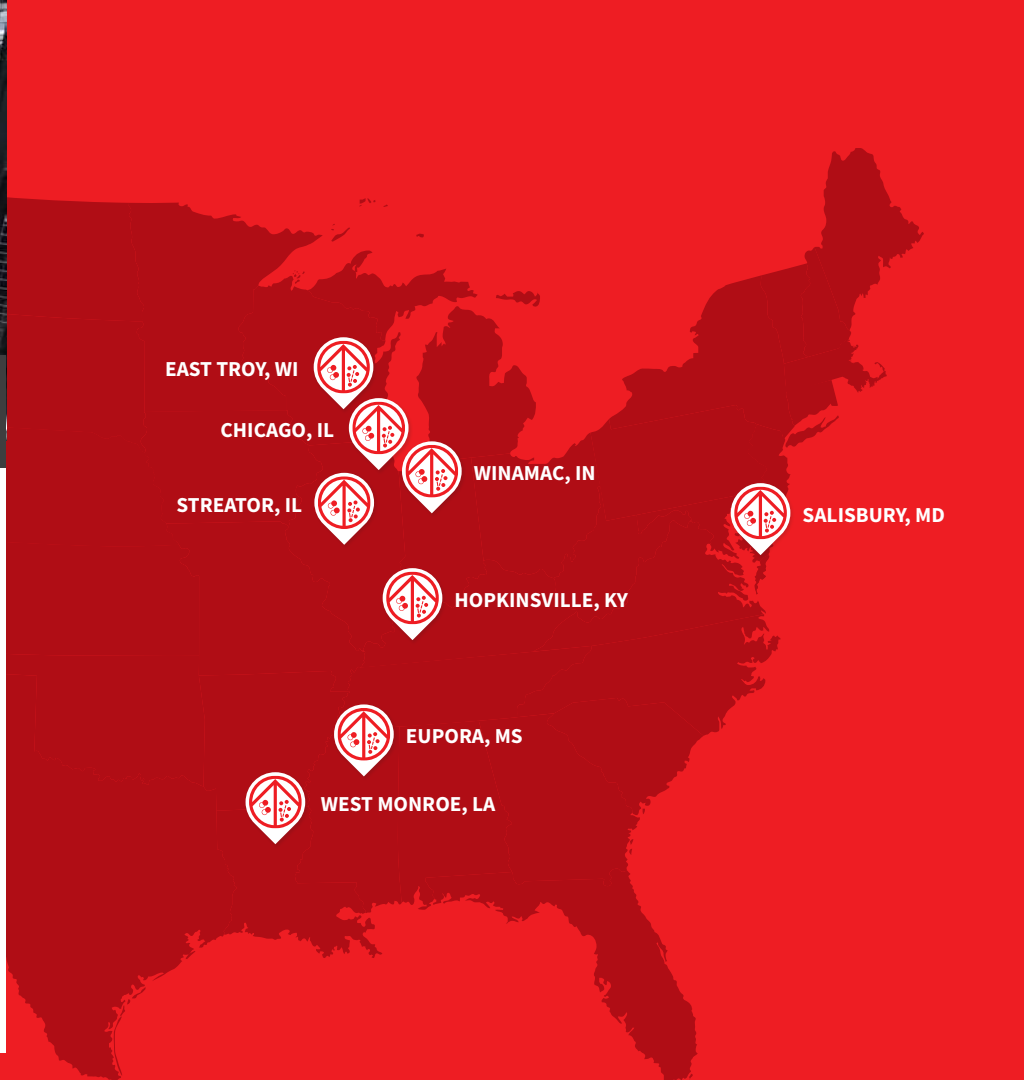 EAST TROY, WI
CHICAGO, IL
WINAMAC, IN
STREATOR, IL
SALISBURY, MD
HOPKINSVILLE, KY
EUPORA, MS
WEST MONROE, LA